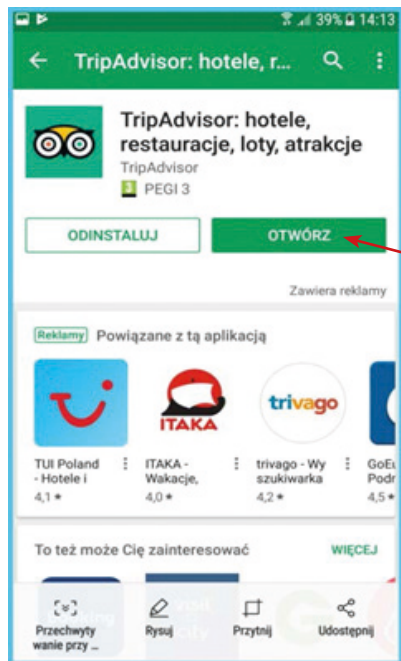 39% 14:13
TripAdvisor: hotele, r...
TripAdvisor: hotele,
restauracje, loty, atrakcje
TripAdvisor
3 PEGI 3
ODINSTALUJ OTWÓRZ
Zawiera reklamy
Reklamy Powiązane z tą aplikacją
ITAKA
trivago
TUI Poland
- Hotele i
4,1 ★
ITAKA -
Wakacje,
4,0 ★
trivago - Wy
szukiwarka
4,2 ★
GoEu
Podr
4,5 ★
To też może Cię zainteresować WIĘCEJ
Przechwyty
wanie przy ...
Rysuj
Przytnij
Udostępnij